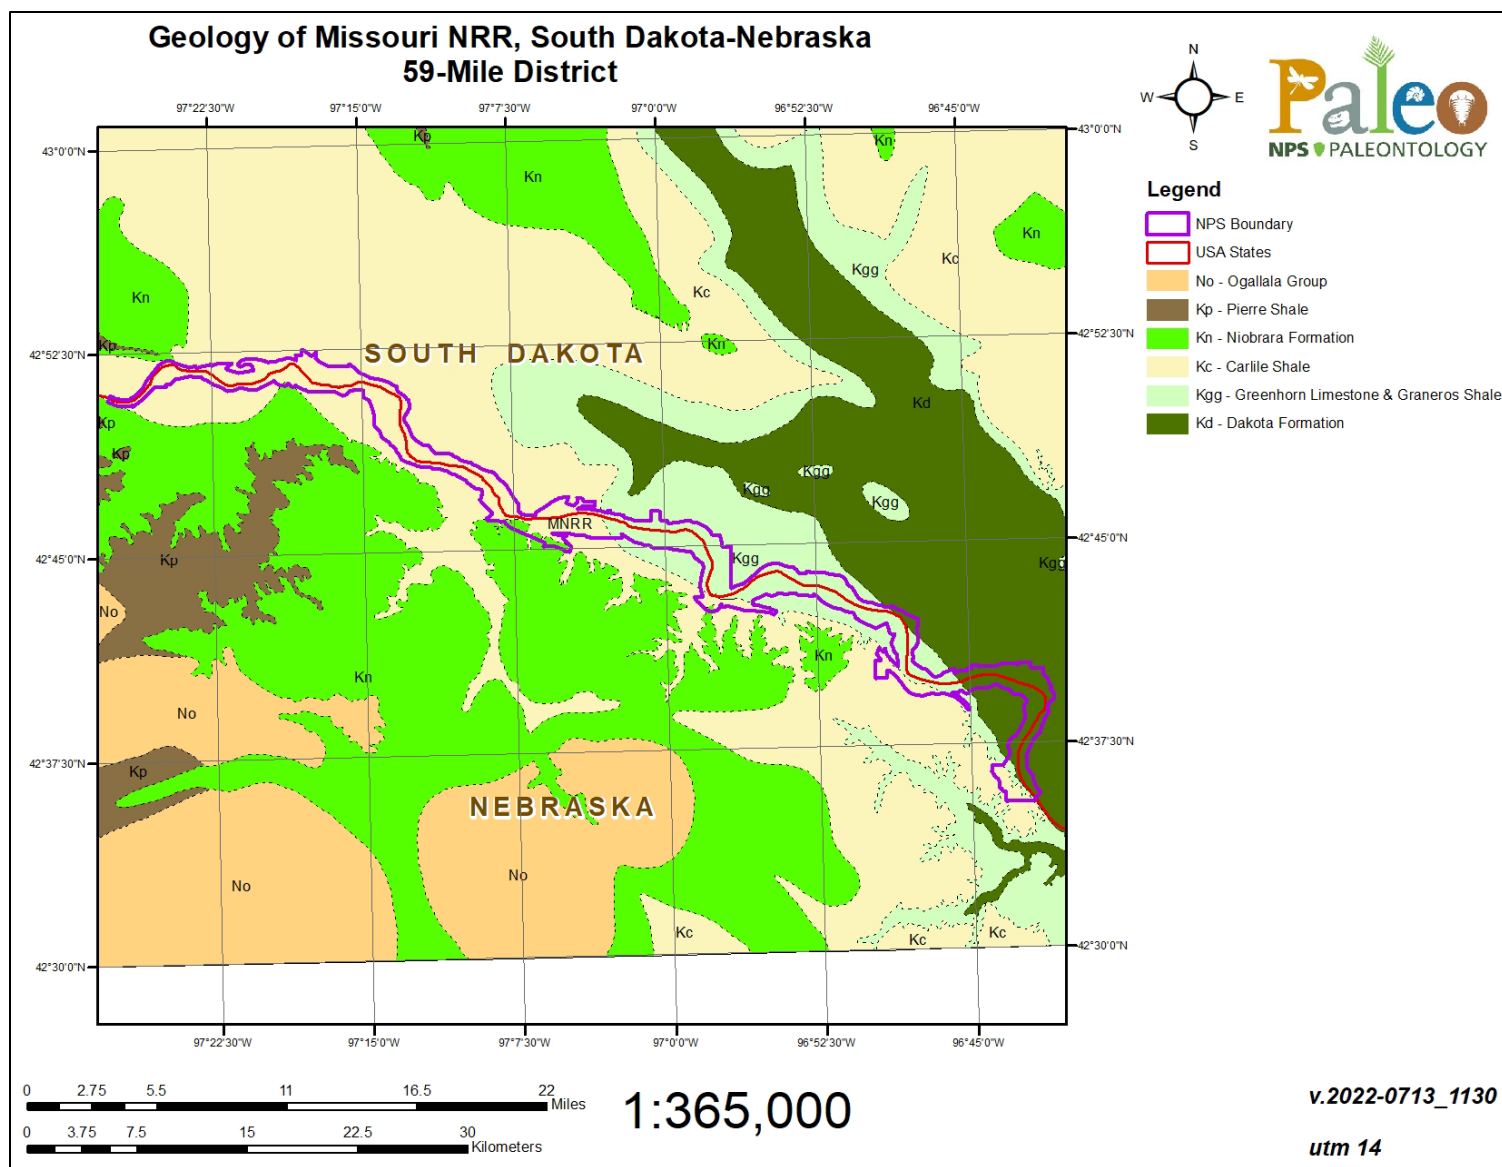 Geology of Missouri NRR, South Dakota-Nebraska
59-Mile District
N
W E
S
Paleo
NPS PALEONTOLOGY
97°22'30"W 97°15'0"W 97°7'30"W 97°0'0"W 96°52'30"W 96°45'0"W
43°0'0"N
43°0'0"N
Kp
Kn
Kn
Kn
Kgg
Kc
Kn
Kc
Kn
Kp
Kn
42°52'30"N
42°52'30"N
SOUTH DAKOTA
Kd
Kp
Kp
Kgg
Kgg
Kgg
MNRR
42°45'0"N
42°45'0"N
Kp
Kgg
Kgg
No
Kn
Kn
No
42°37'30"N
42°37'30"N
Kp
NEBRASKA
No
No
Kc
Kc
Kc
42°30'0"N
42°30'0"N
97°22'30"W 97°15'0"W 97°7'30"W 97°0'0"W 96°52'30"W 96°45'0"W
Legend
NPS Boundary
USA States
No - Ogallala Group
Kp - Pierre Shale
Kn - Niobrara Formation
Kc - Carlile Shale
Kgg - Greenhorn Limestone & Graneros Shale
Kd - Dakota Formation
0 2.75 5.5 11 16.5 22
Miles
0 3.75 7.5 15 22.5 30
Kilometers
1:365,000
v.2022-0713_1130
utm 14